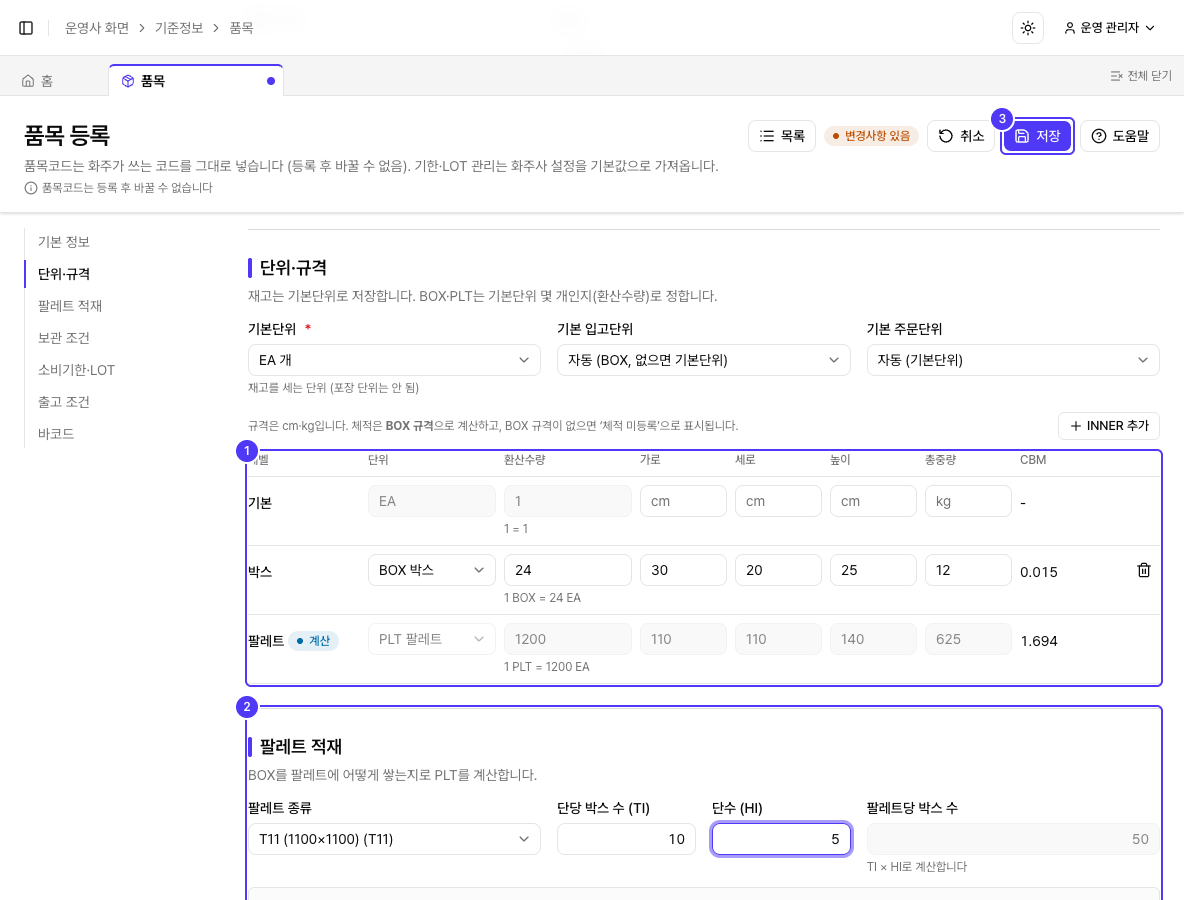 운영사 화면 > 기준정보 > 품목
운영 관리자
홈
품목
전체 닫기
품목 등록
목록
변경사항 있음
취소
3
저장
도움말
품목코드는 화주가 쓰는 코드를 그대로 넣습니다 (등록 후 바꿀 수 없음). 기한·LOT 관리는 화주사 설정을 기본값으로 가져옵니다.
품목코드는 등록 후 바꿀 수 없습니다
기본 정보
단위·규격
팔레트 적재
보관 조건
소비기한·LOT
출고 조건
바코드
단위·규격
재고는 기본단위로 저장합니다. BOX·PLT는 기본단위 몇 개인지(환산수량)로 정합니다.
기본단위 * 기본 입고단위 기본 주문단위
EA 개 자동 (BOX, 없으면 기본단위) 자동 (기본단위)
재고를 세는 단위 (포장 단위는 안 됨)
규격은 cm·kg입니다. 체적은 BOX 규격으로 계산하고, BOX 규격이 없으면 '체적 미등록'으로 표시됩니다.
INNER 추가
1
단위 환산수량 가로 세로 높이 총중량 CBM
기본 EA 1 cm cm cm kg -
1 = 1
박스 BOX 박스 24 30 20 25 12 0.015
1 BOX = 24 EA
팔레트 계산 PLT 팔레트 1200 110 110 140 625 1.694
1 PLT = 1200 EA
2
팔레트 적재
BOX를 팔레트에 어떻게 쌓는지로 PLT를 계산합니다.
팔레트 종류 단당 박스 수 (TI) 단수 (HI) 팔레트당 박스 수
T11 (1100×1100) (T11) 10 5 50
TI × HI로 계산합니다